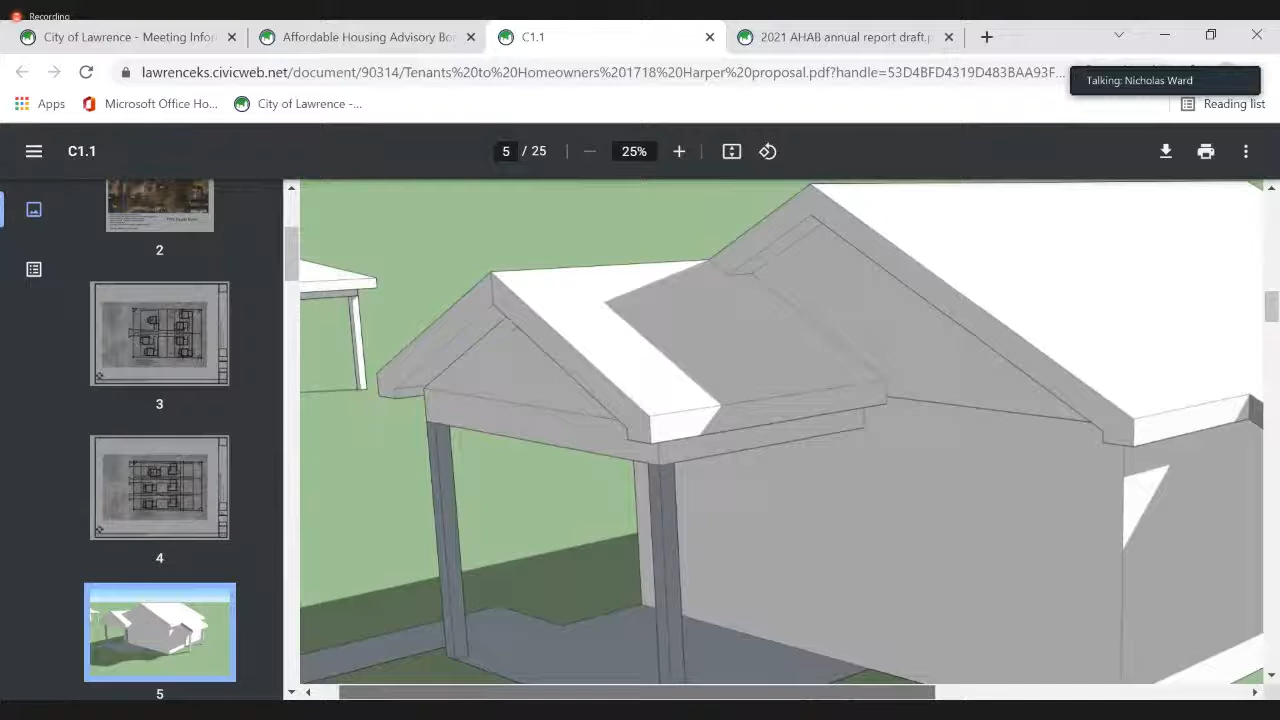 Recording
City of Lawrence - Meeting Infor
Affordable Housing Advisory Bo
C1.1
2021 AHAB annual report draft.p
lawrenceks.civicweb.net/document/90314/Tenants%20to%20Homeowners%201718%20Harper%20proposal.pdf?handle=53D4BFD4319D483BAA93F...
Talking: Nicholas Ward
Apps
Microsoft Office Ho...
City of Lawrence -...
Reading list
C1.1
5 / 25
25%
2
3
4
5